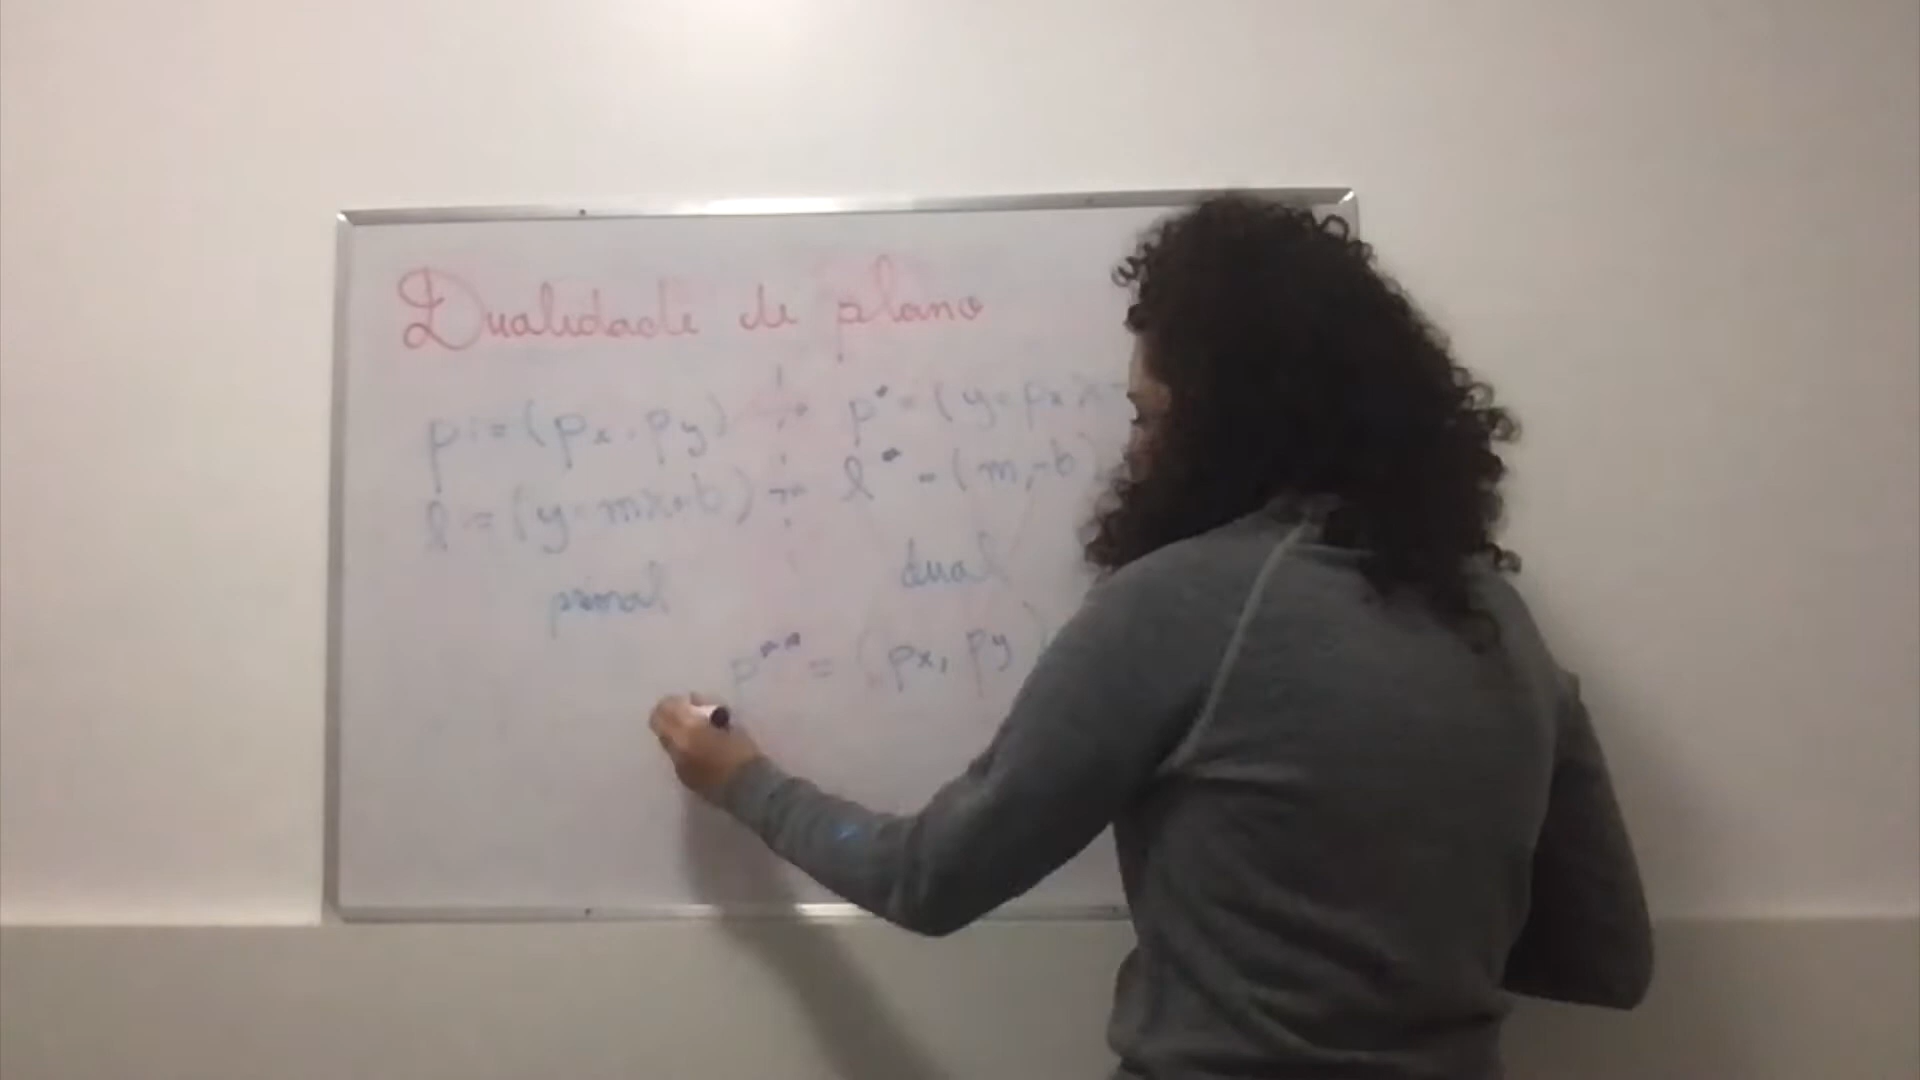 Dualidade de plano
p := (px, py) p* = (y = px x -
l := (y = mx + b) l* = (m, -b)
primal dual
p** = (px, py)